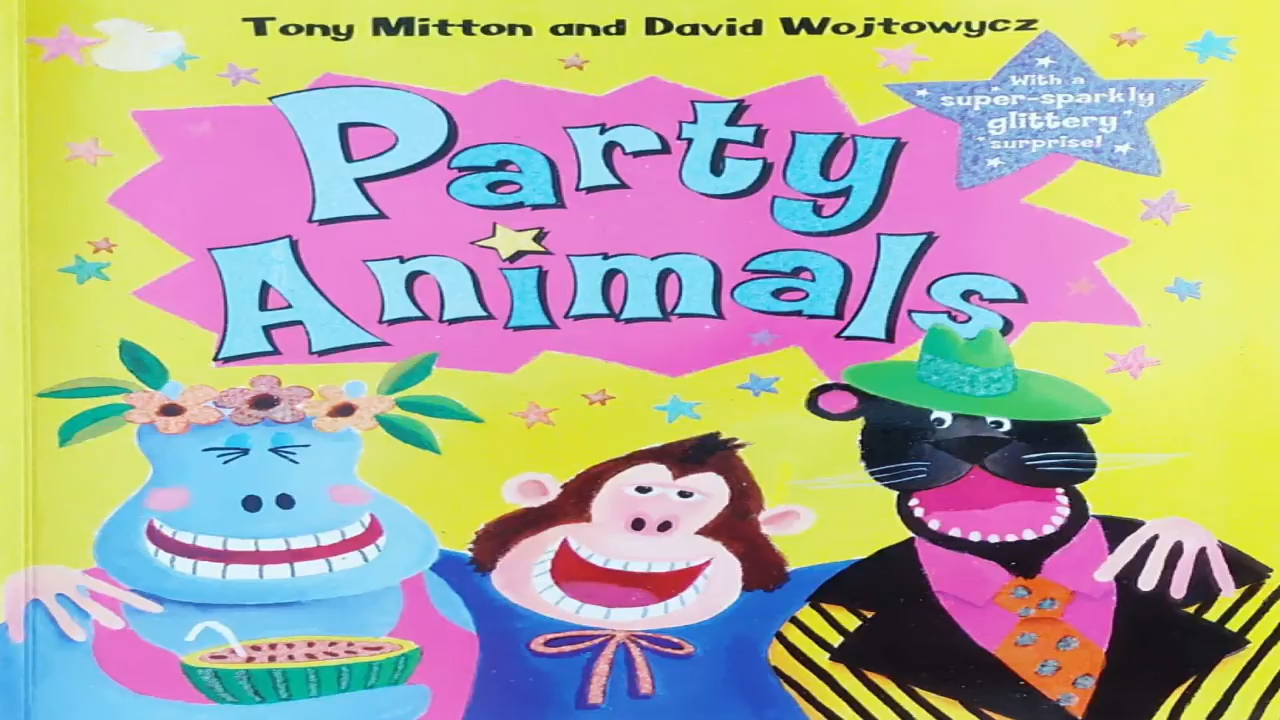 Tony Mitton and David Wojtowycz
With a
super-sparkly
glittery
surprise!
Party
Animals